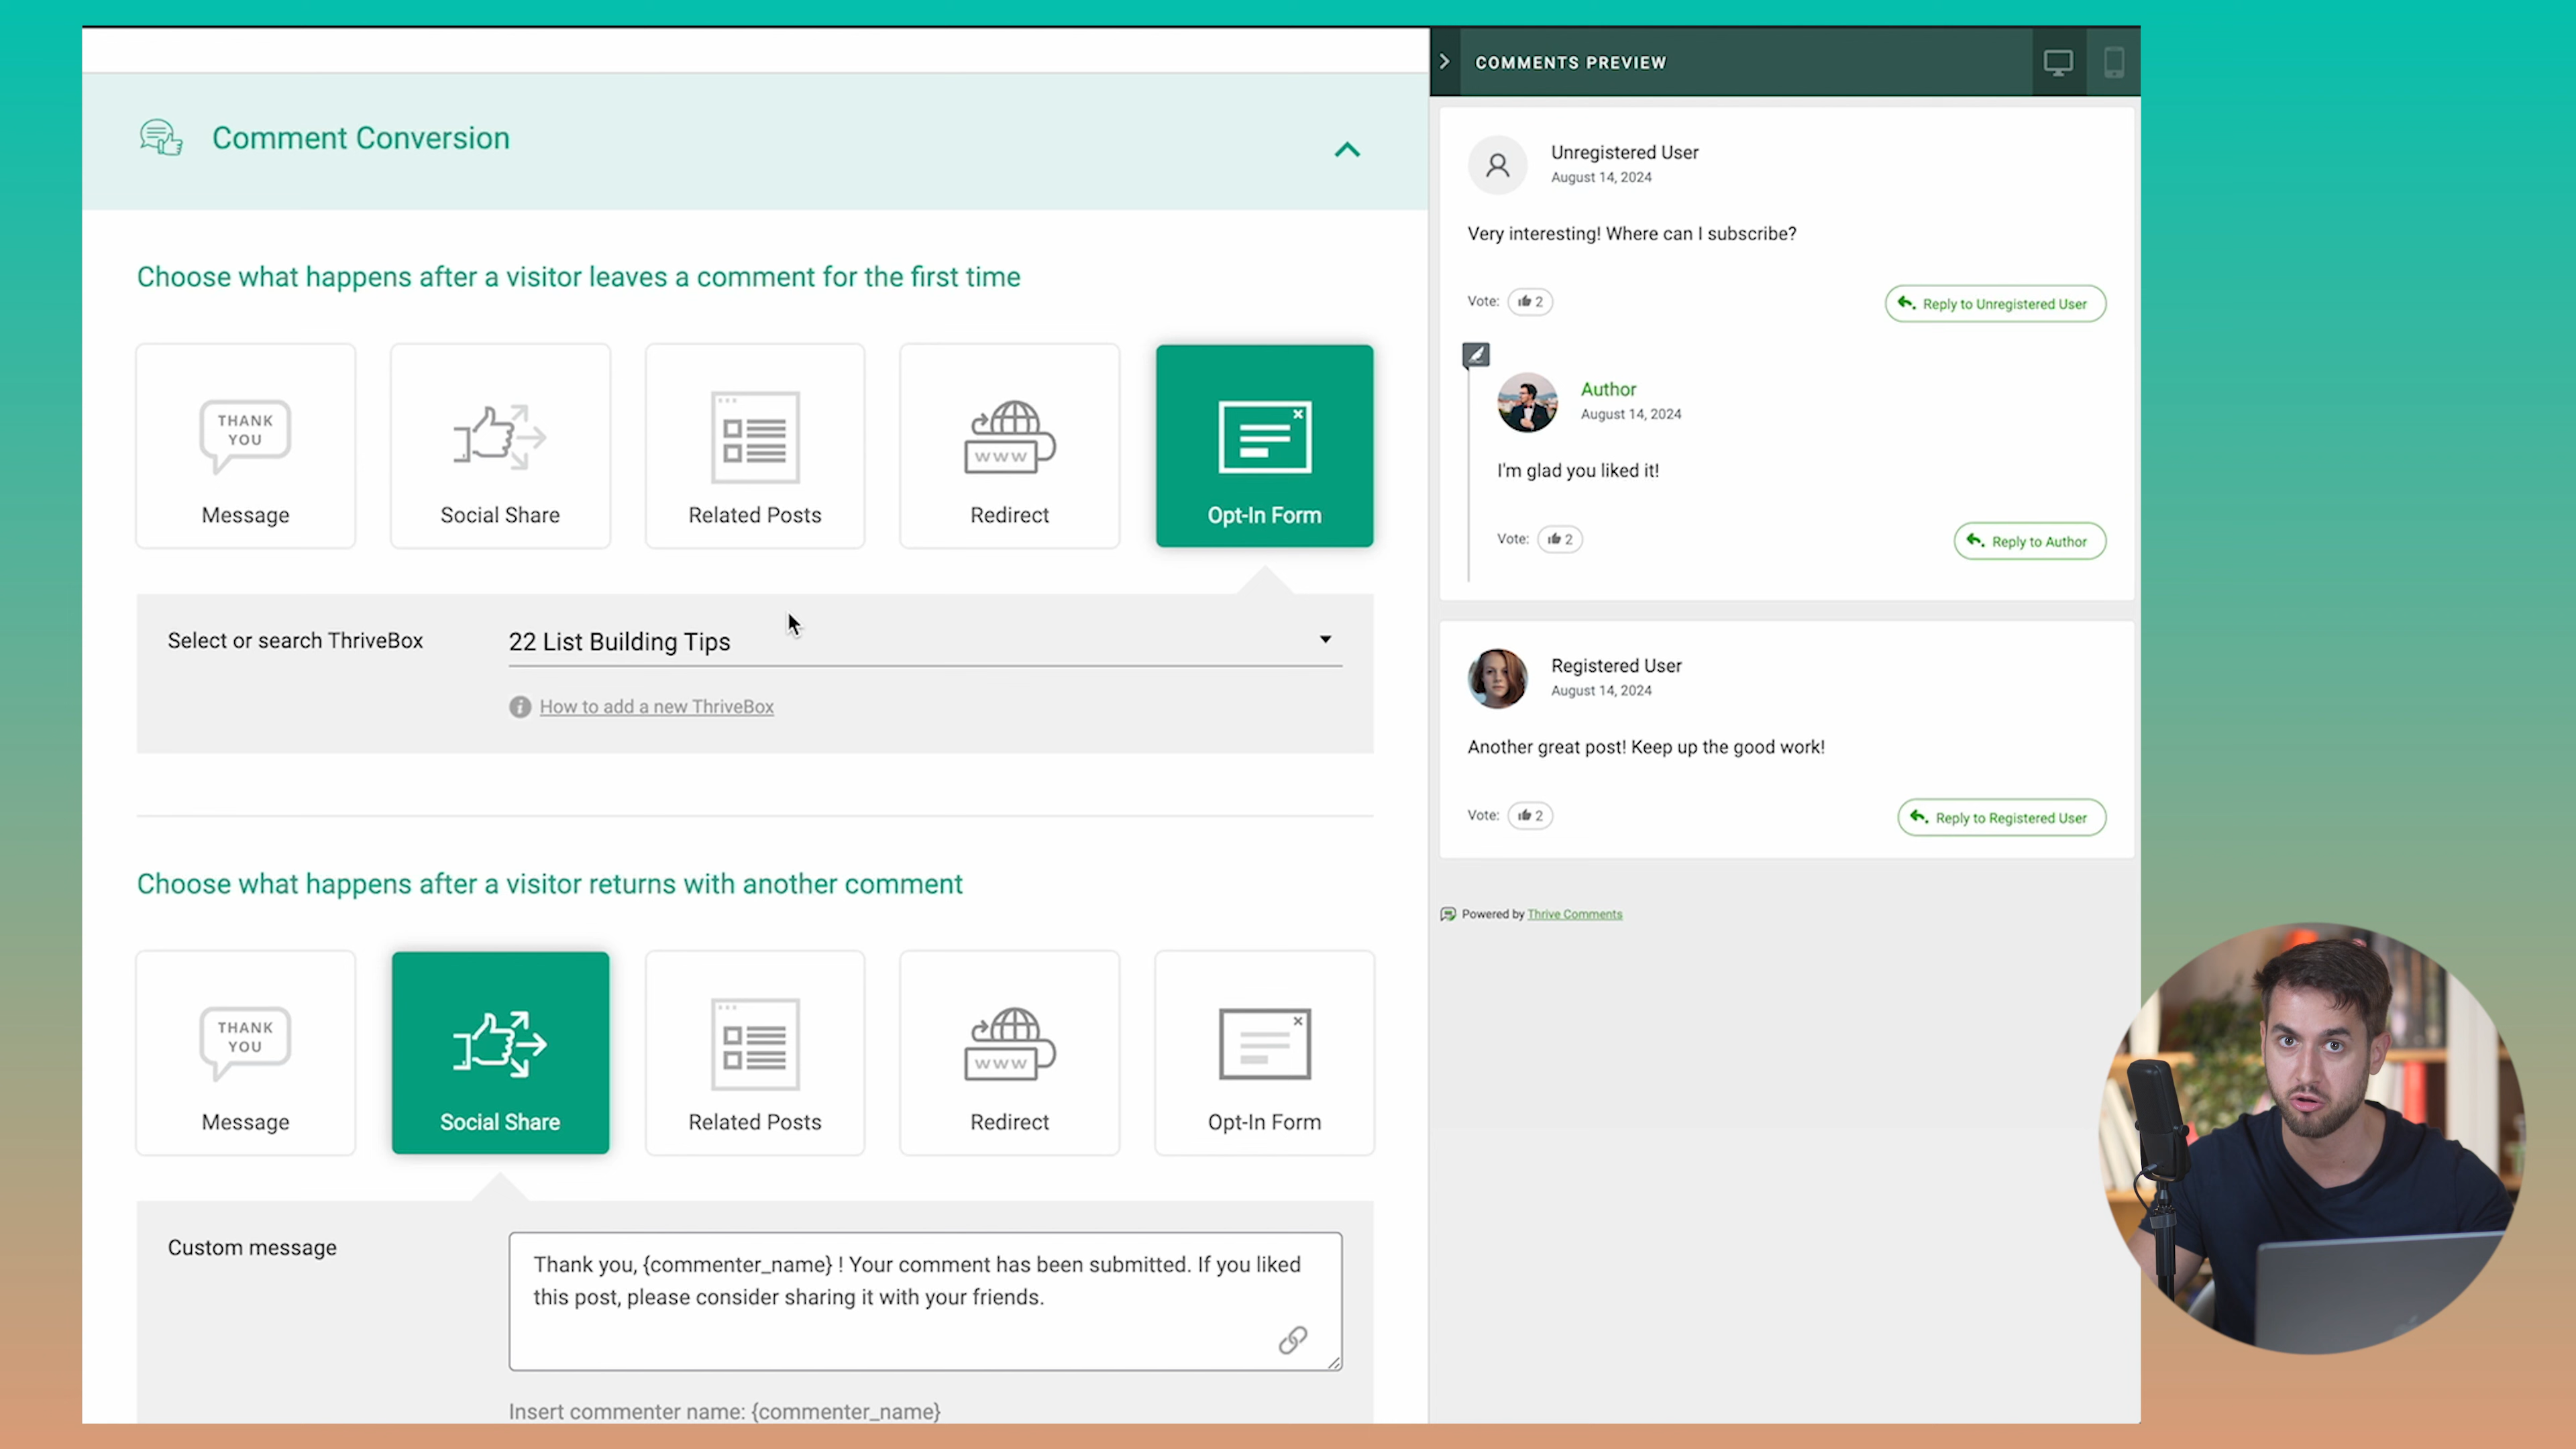 Comment Conversion
Choose what happens after a visitor leaves a comment for the first time
THANK
YOU
Message
Social Share
Related Posts
WWW
Redirect
Opt-In Form
Select or search ThriveBox
22 List Building Tips
How to add a new ThriveBox
Choose what happens after a visitor returns with another comment
THANK
YOU
Message
Social Share
Related Posts
WWW
Redirect
Opt-In Form
Custom message
Thank you, {commenter_name} ! Your comment has been submitted. If you liked
this post, please consider sharing it with your friends.
Insert commenter name: {commenter_name}
COMMENTS PREVIEW
Unregistered User
August 14, 2024
Very interesting! Where can I subscribe?
Vote: 2
Reply to Unregistered User
Author
August 14, 2024
I'm glad you liked it!
Vote: 2
Reply to Author
Registered User
August 14, 2024
Another great post! Keep up the good work!
Vote: 2
Reply to Registered User
Powered by Thrive Comments